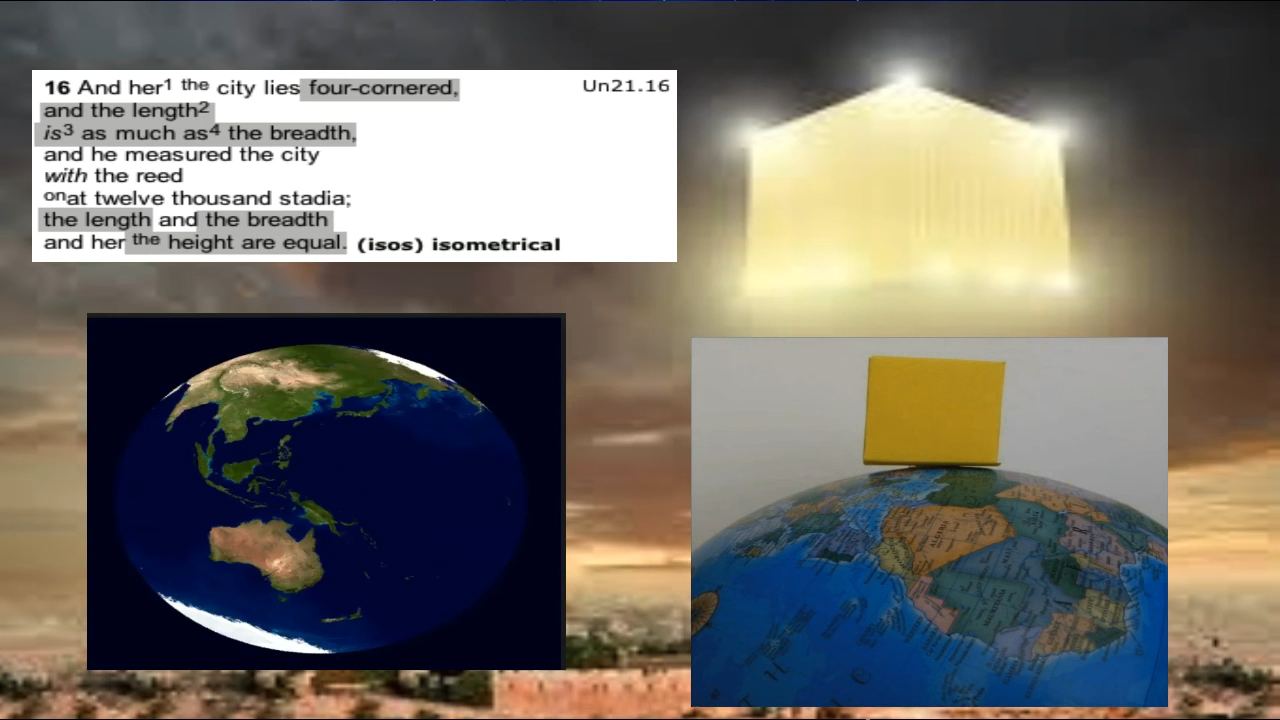 16 And her1 the city lies four-cornered, Un21.16
and the length2
is3 as much as4 the breadth,
and he measured the city
with the reed
onat twelve thousand stadia;
the length and the breadth
and her the height are equal. (isos) isometrical
ALGERIA